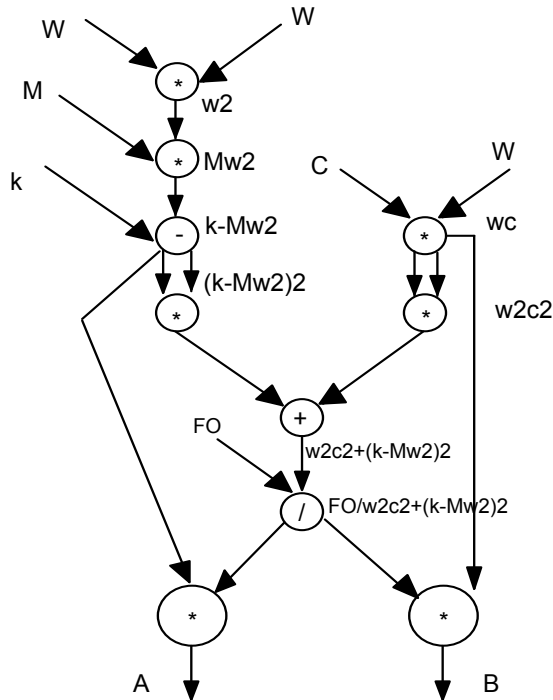 W
W
*
w2
M
*
Mw2
k
-
k-Mw2
C
W
*
wc
(k-Mw2)2
*
*
w2c2
+
FO
w2c2+(k-Mw2)2
/
FO/w2c2+(k-Mw2)2
*
*
A
B